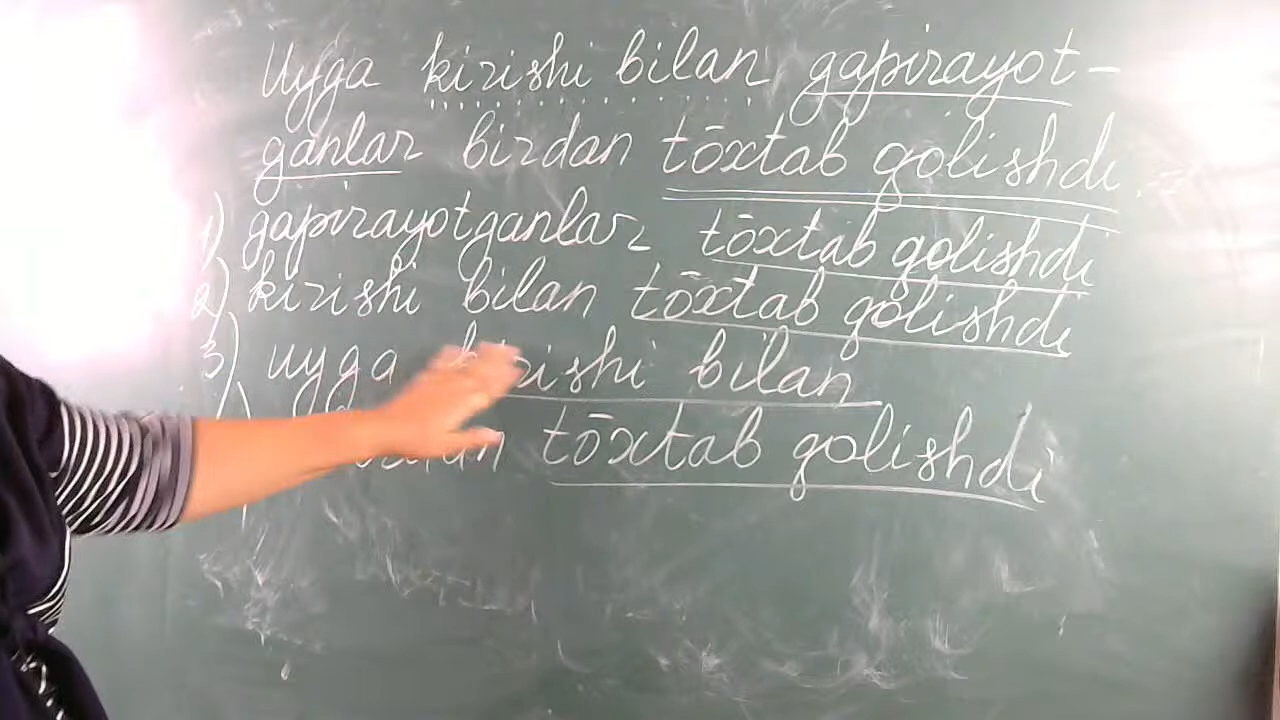 Uyga kirishi bilan gapirayot-
ganlar birdan tōxtab qolishdi.
1) gapirayotganlar tōxtab qolishdi
2) kirishi bilan tōxtab qolishdi
3) uyga kirishi bilan
tōxtab qolishdi